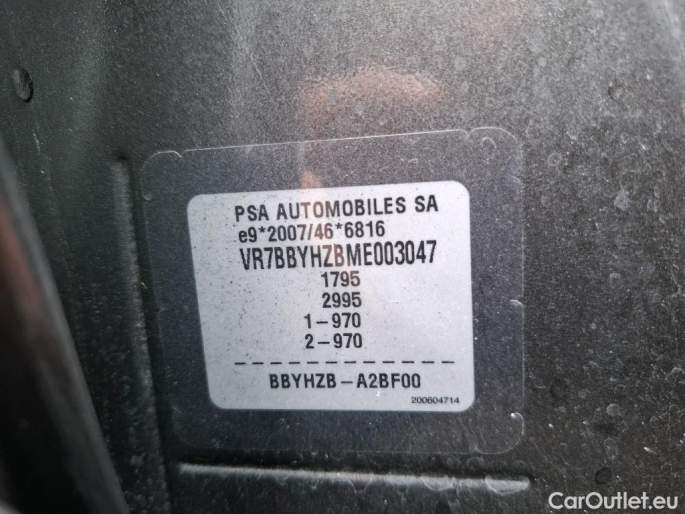 PSA AUTOMOBILES SA
e9*2007/46*6816
VR7BBYHZBME003047
1795
2995
1-970
2-970
BBYHZB-A2BF00
200604714
CarOutlet.eu